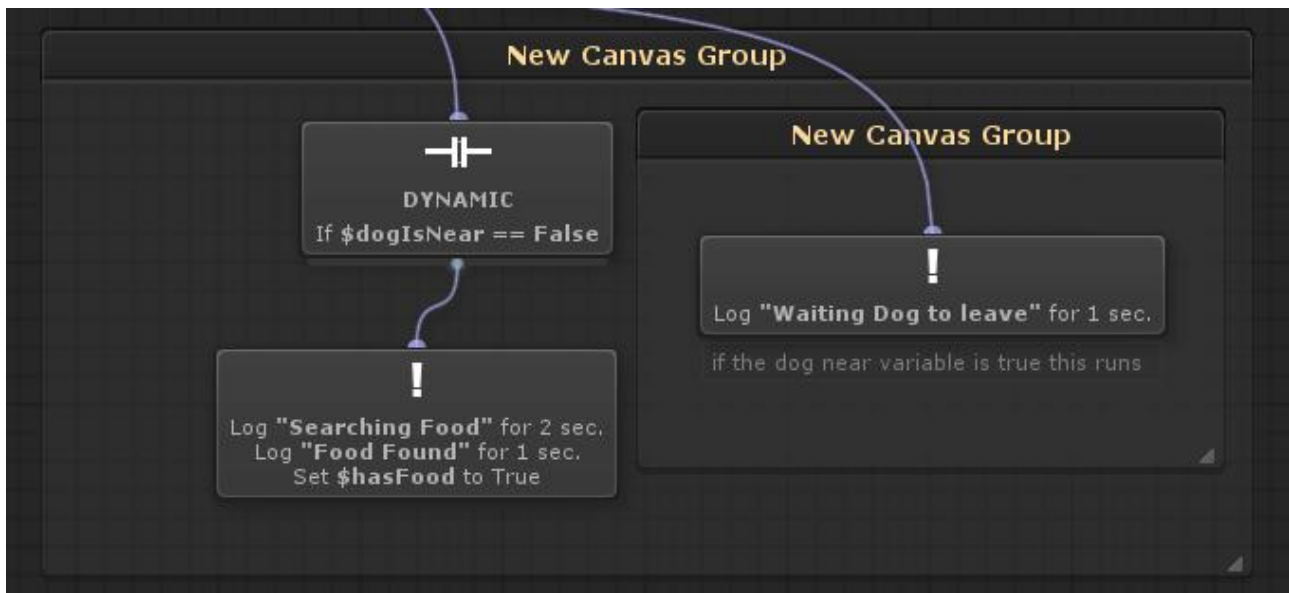 New Canvas Group
New Canvas Group
DYNAMIC
If $dogIsNear == False
!
Log "Waiting Dog to leave" for 1 sec.
if the dog near variable is true this runs
!
Log "Searching Food" for 2 sec.
Log "Food Found" for 1 sec.
Set $hasFood to True